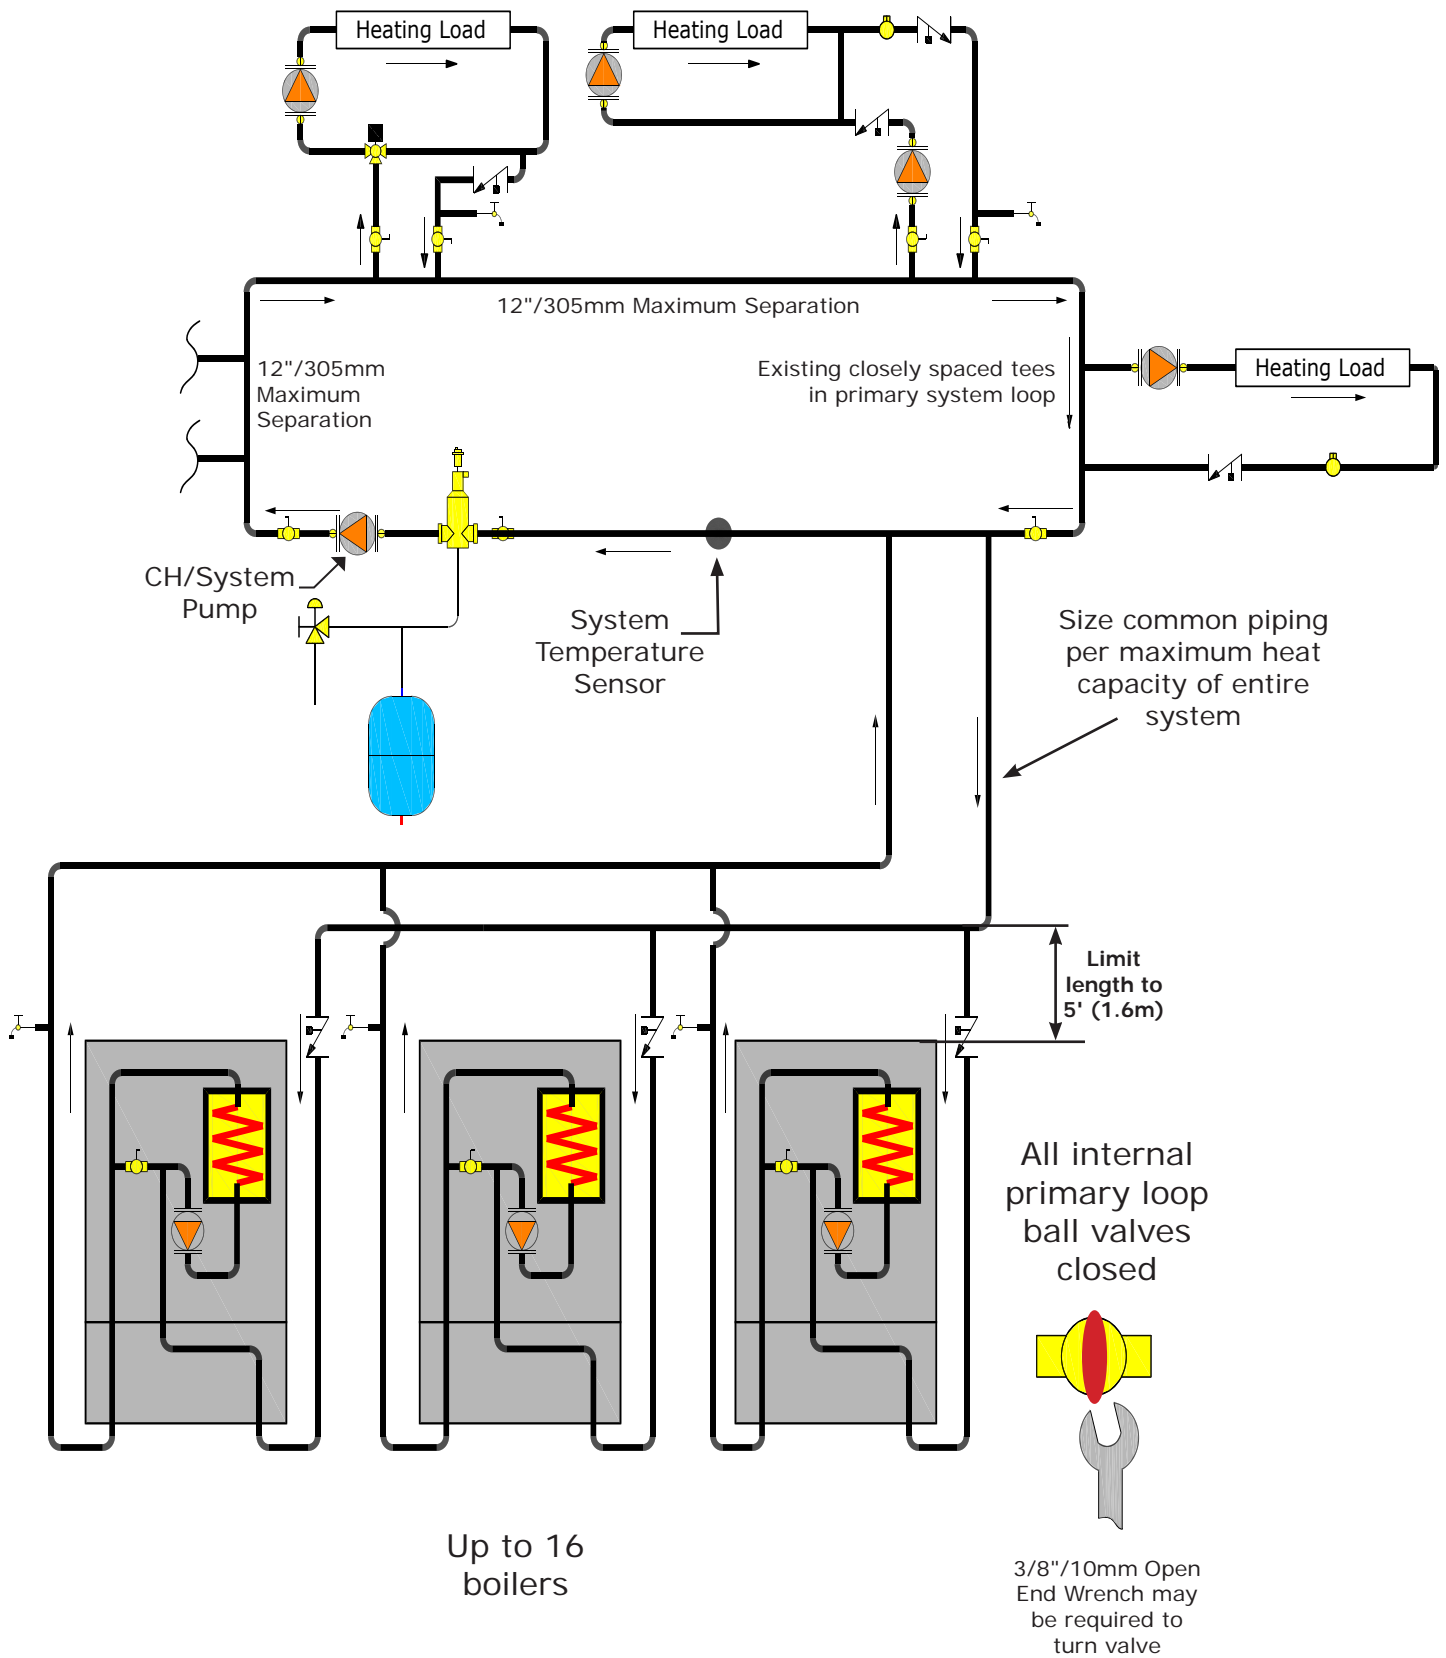 Heating Load
Heating Load
12"/305mm Maximum Separation
12"/305mm
Maximum
Separation
Existing closely spaced tees
in primary system loop
Heating Load
CH/System
Pump
System
Temperature
Sensor
Size common piping
per maximum heat
capacity of entire
system
Limit
length to
5' (1.6m)
All internal
primary loop
ball valves
closed
Up to 16
boilers
3/8"/10mm Open
End Wrench may
be required to
turn valve